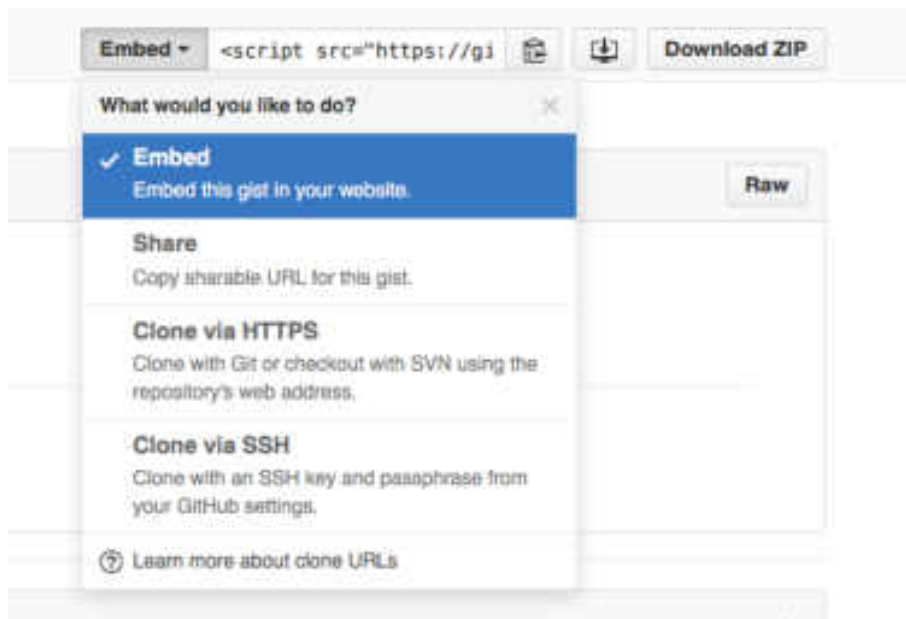 Embed <script src="https://gi Download ZIP
What would you like to do?
Embed
Embed this gist in your website.
Raw
Share
Copy sharable URL for this gist.
Clone via HTTPS
Clone with Git or checkout with SVN using the
repository's web address.
Clone via SSH
Clone with an SSH key and passphrase from
your GitHub settings.
Learn more about clone URLs